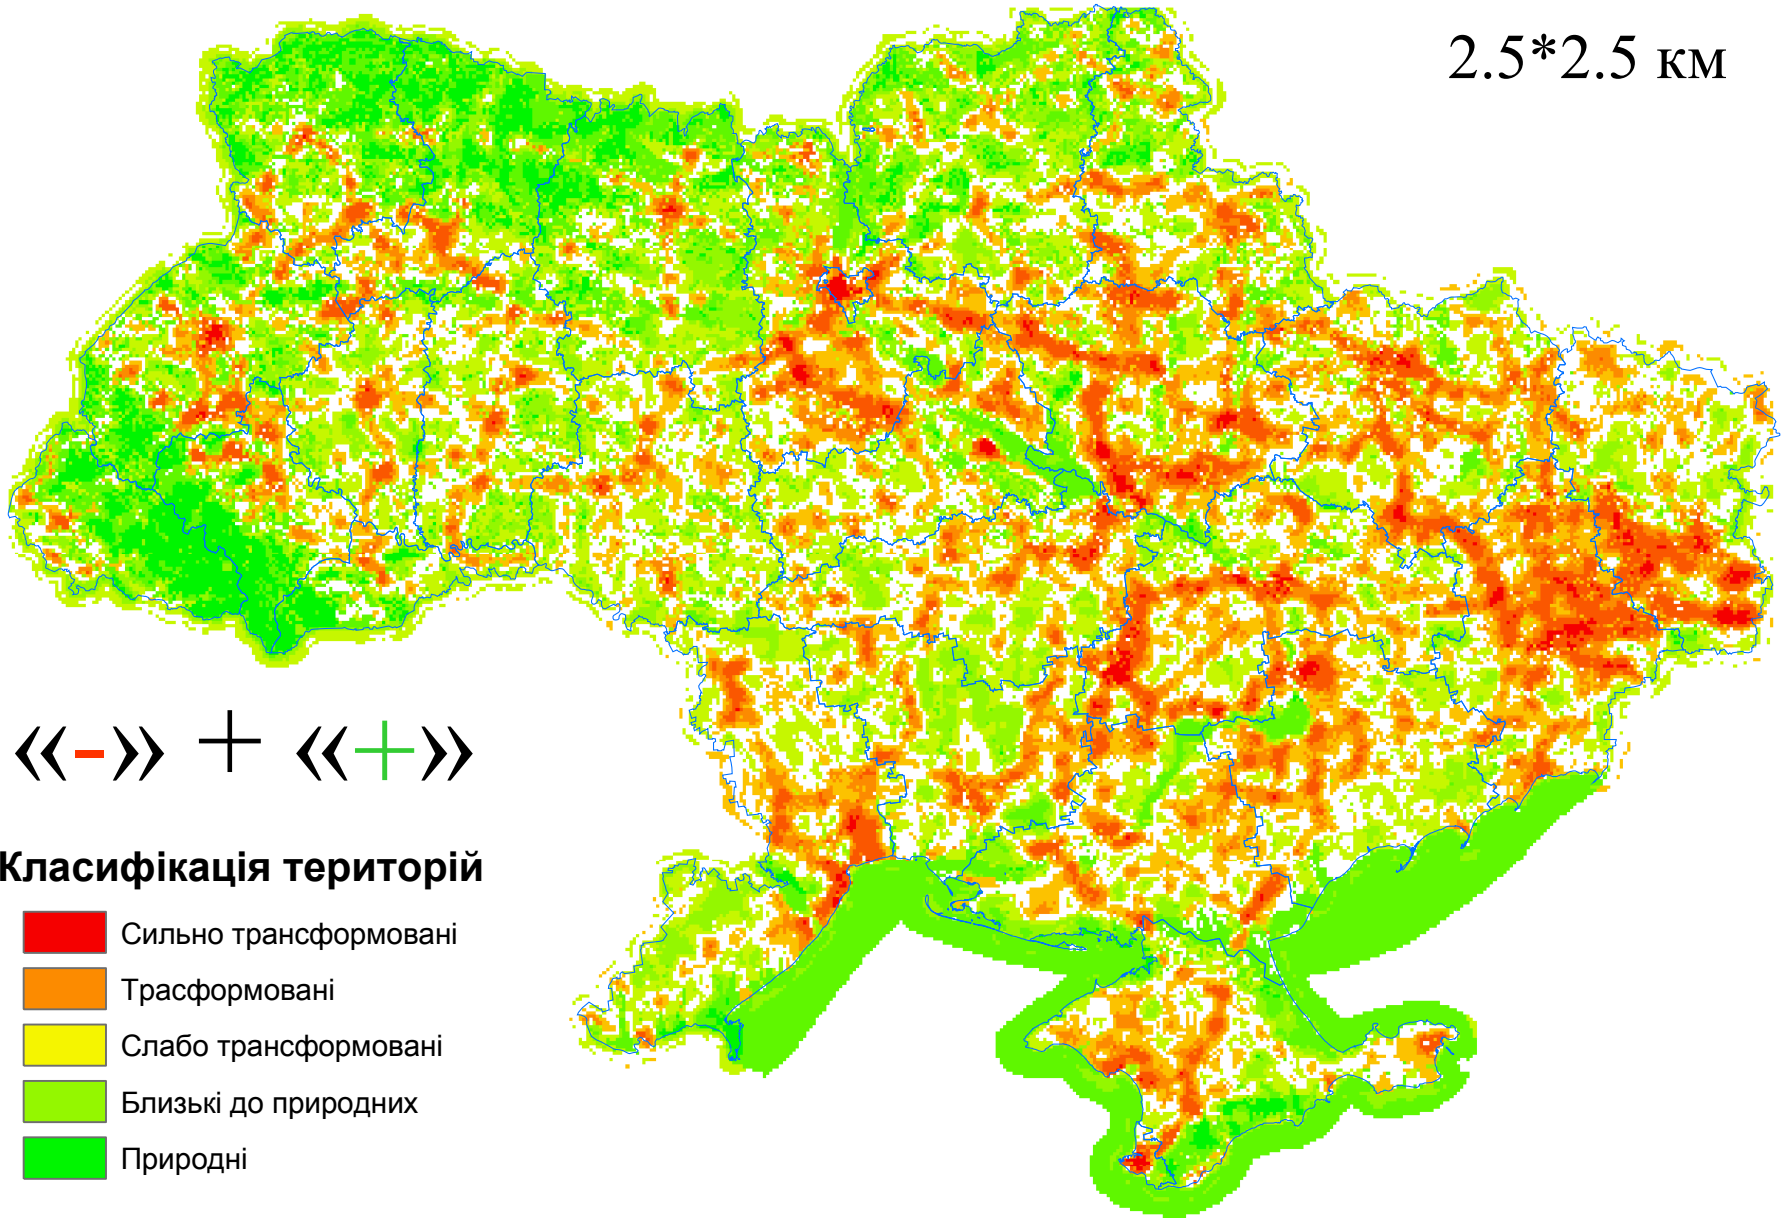 2.5*2.5 км
«-» + «+»
Класифікація територій
Сильно трансформовані
Трасформовані
Слабо трансформовані
Близькі до природних
Природні